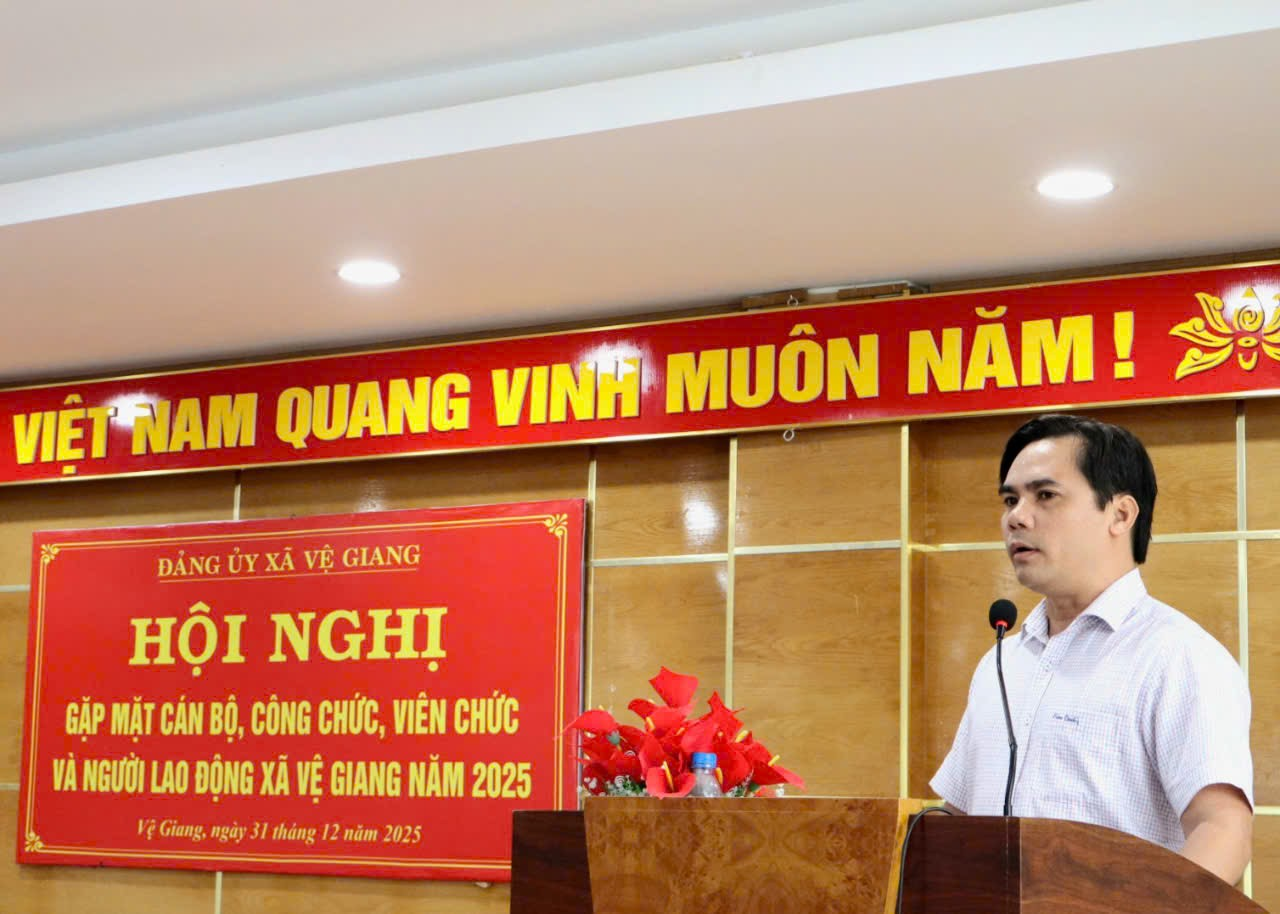 VIỆT NAM QUANG VINH MUÔN NĂM !
ĐẢNG ỦY XÃ VỆ GIANG
HỘI NGHỊ
GẶP MẶT CÁN BỘ, CÔNG CHỨC, VIÊN CHỨC
VÀ NGƯỜI LAO ĐỘNG XÃ VỆ GIANG NĂM 2025
Vệ Giang, ngày 31 tháng 12 năm 2025